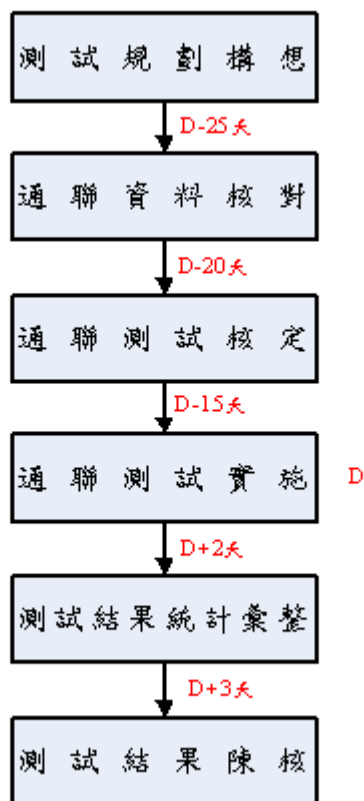 測試規劃構想
D-25天
通聯資料核對
D-20天
通聯測試核定
D-15天
通聯測試實施 D
D+2天
測試結果統計彙整
D+3天
測試結果陳核